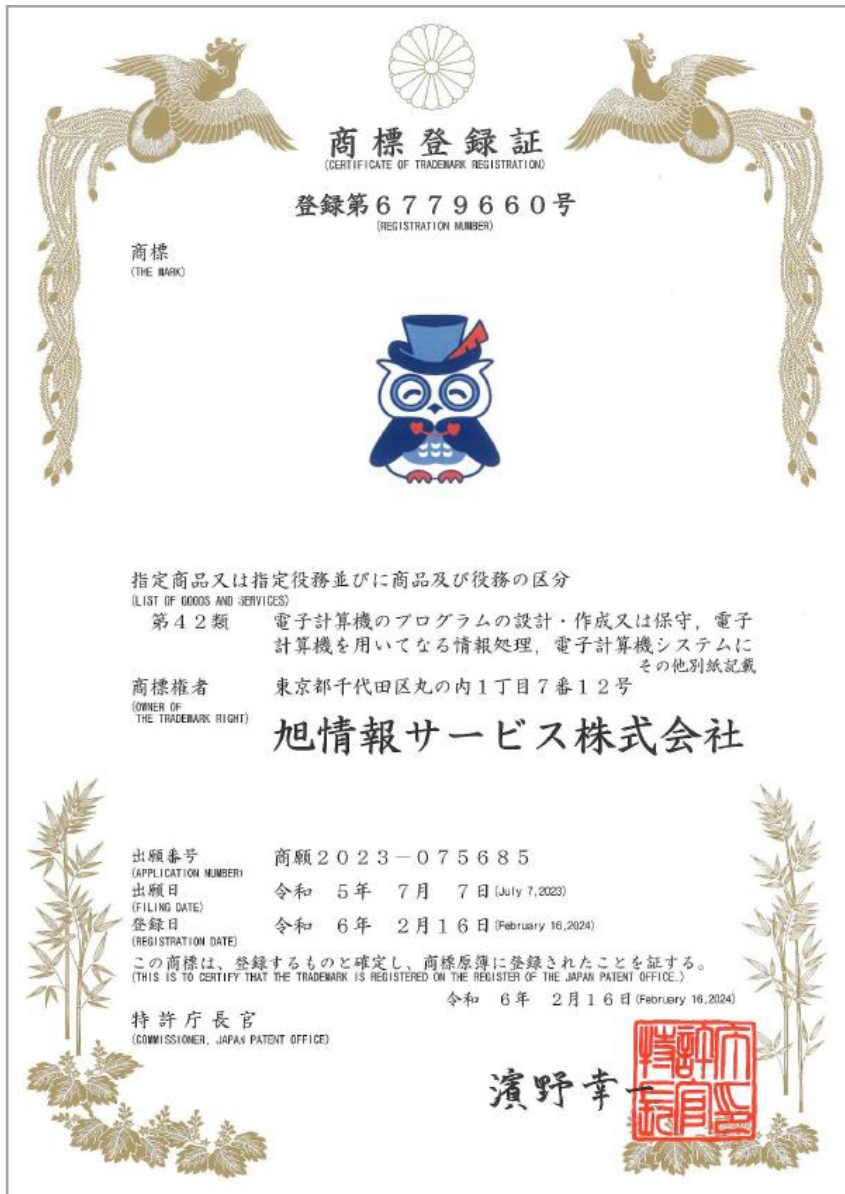 商標登録証
(CERTIFICATE OF TRADEMARK REGISTRATION)
登録第６７７９６６０号
(REGISTRATION NUMBER)
商標
(THE MARK)
指定商品又は指定役務並びに商品及び役務の区分
(LIST OF GOODS AND SERVICES)
第４２類　電子計算機のプログラムの設計・作成又は保守，電子
計算機を用いてなる情報処理，電子計算機システムに
その他別紙記載
商標権者　東京都千代田区丸の内１丁目７番１２号
(OWNER OF
THE TRADEMARK RIGHT)
旭情報サービス株式会社
出願番号　商願２０２３－０７５６８５
(APPLICATION NUMBER)
出願日　令和　５年　７月　７日(July 7,2023)
(FILING DATE)
登録日　令和　６年　２月１６日(February 16,2024)
(REGISTRATION DATE)
この商標は、登録するものと確定し、商標原簿に登録されたことを証する。
(THIS IS TO CERTIFY THAT THE TRADEMARK IS REGISTERED ON THE REGISTER OF THE JAPAN PATENT OFFICE.)
令和　６年　２月１６日(February 16,2024)
特許庁長官
(COMMISSIONER, JAPAN PATENT OFFICE)
濱野幸一
特許庁長官之印